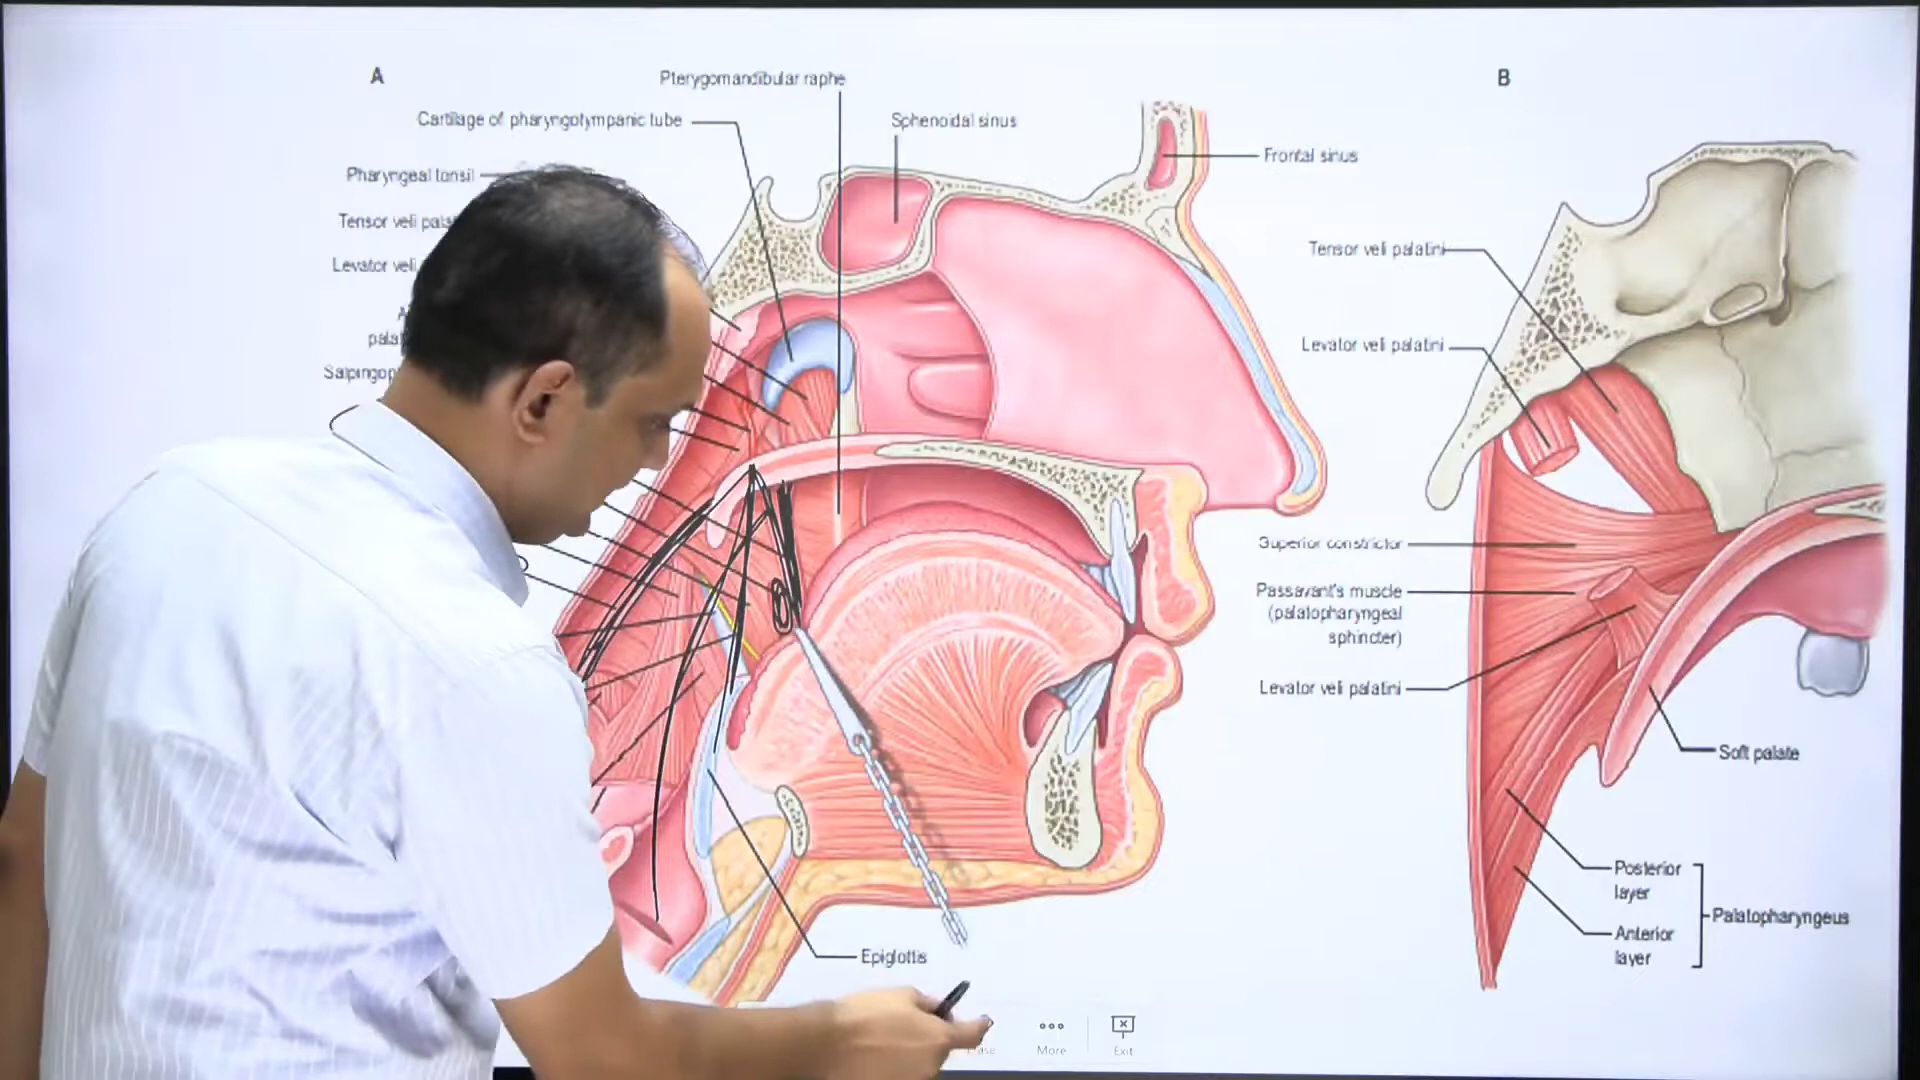 A
Pterygomandibular raphe
B
Cartilage of pharyngotympanic tube
Sphenoidal sinus
Frontal sinus
Pharyngeal tonsil
Tensor veli
Levator veli
Tensor veli palatini
Levator veli palatini
Superior constrictor
Passavant's muscle
(palatopharyngeal
sphincter)
Levator veli palatini
Soft palate
Posterior
layer
Palatopharyngeus
Anterior
layer
Epiglottis
More
Exit